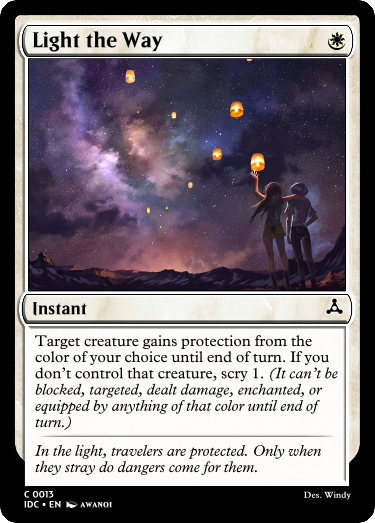 Light the Way
Instant
Target creature gains protection from the
color of your choice until end of turn. If you
don't control that creature, scry 1. (It can't be
blocked, targeted, dealt damage, enchanted, or
equipped by anything of that color until end of
turn.)
In the light, travelers are protected. Only when
they stray do dangers come for them.
C 0013
IDC • EN AWANQI
Des. Windy